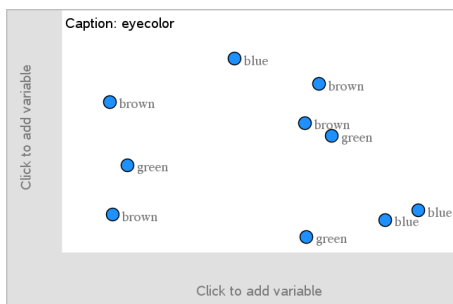 Caption: eyecolor
blue
brown
brown
brown
green
green
brown
blue
blue
green
Click to add variable
Click to add variable